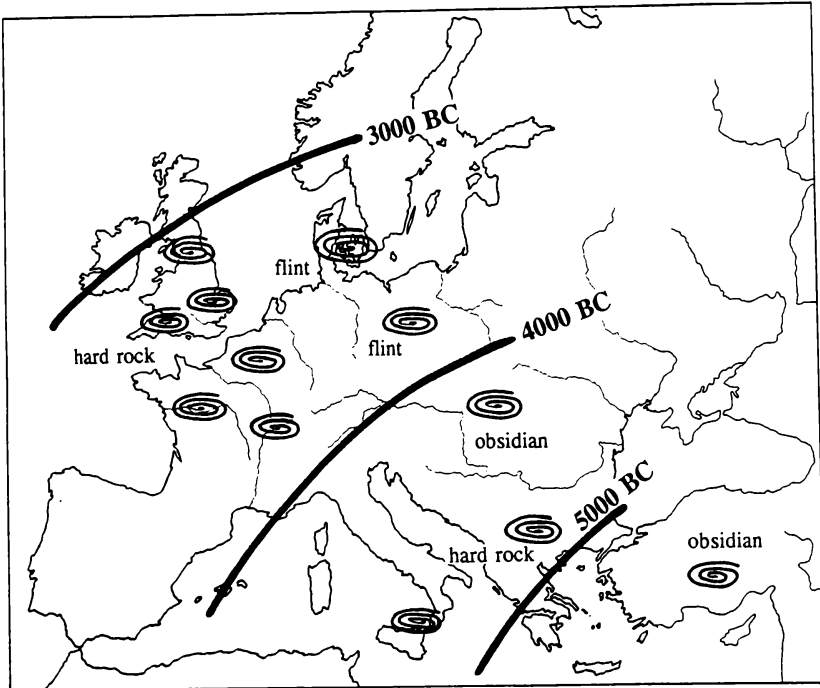 3000 BC
flint
4000 BC
hard rock
flint
obsidian
5000 BC
hard rock
obsidian